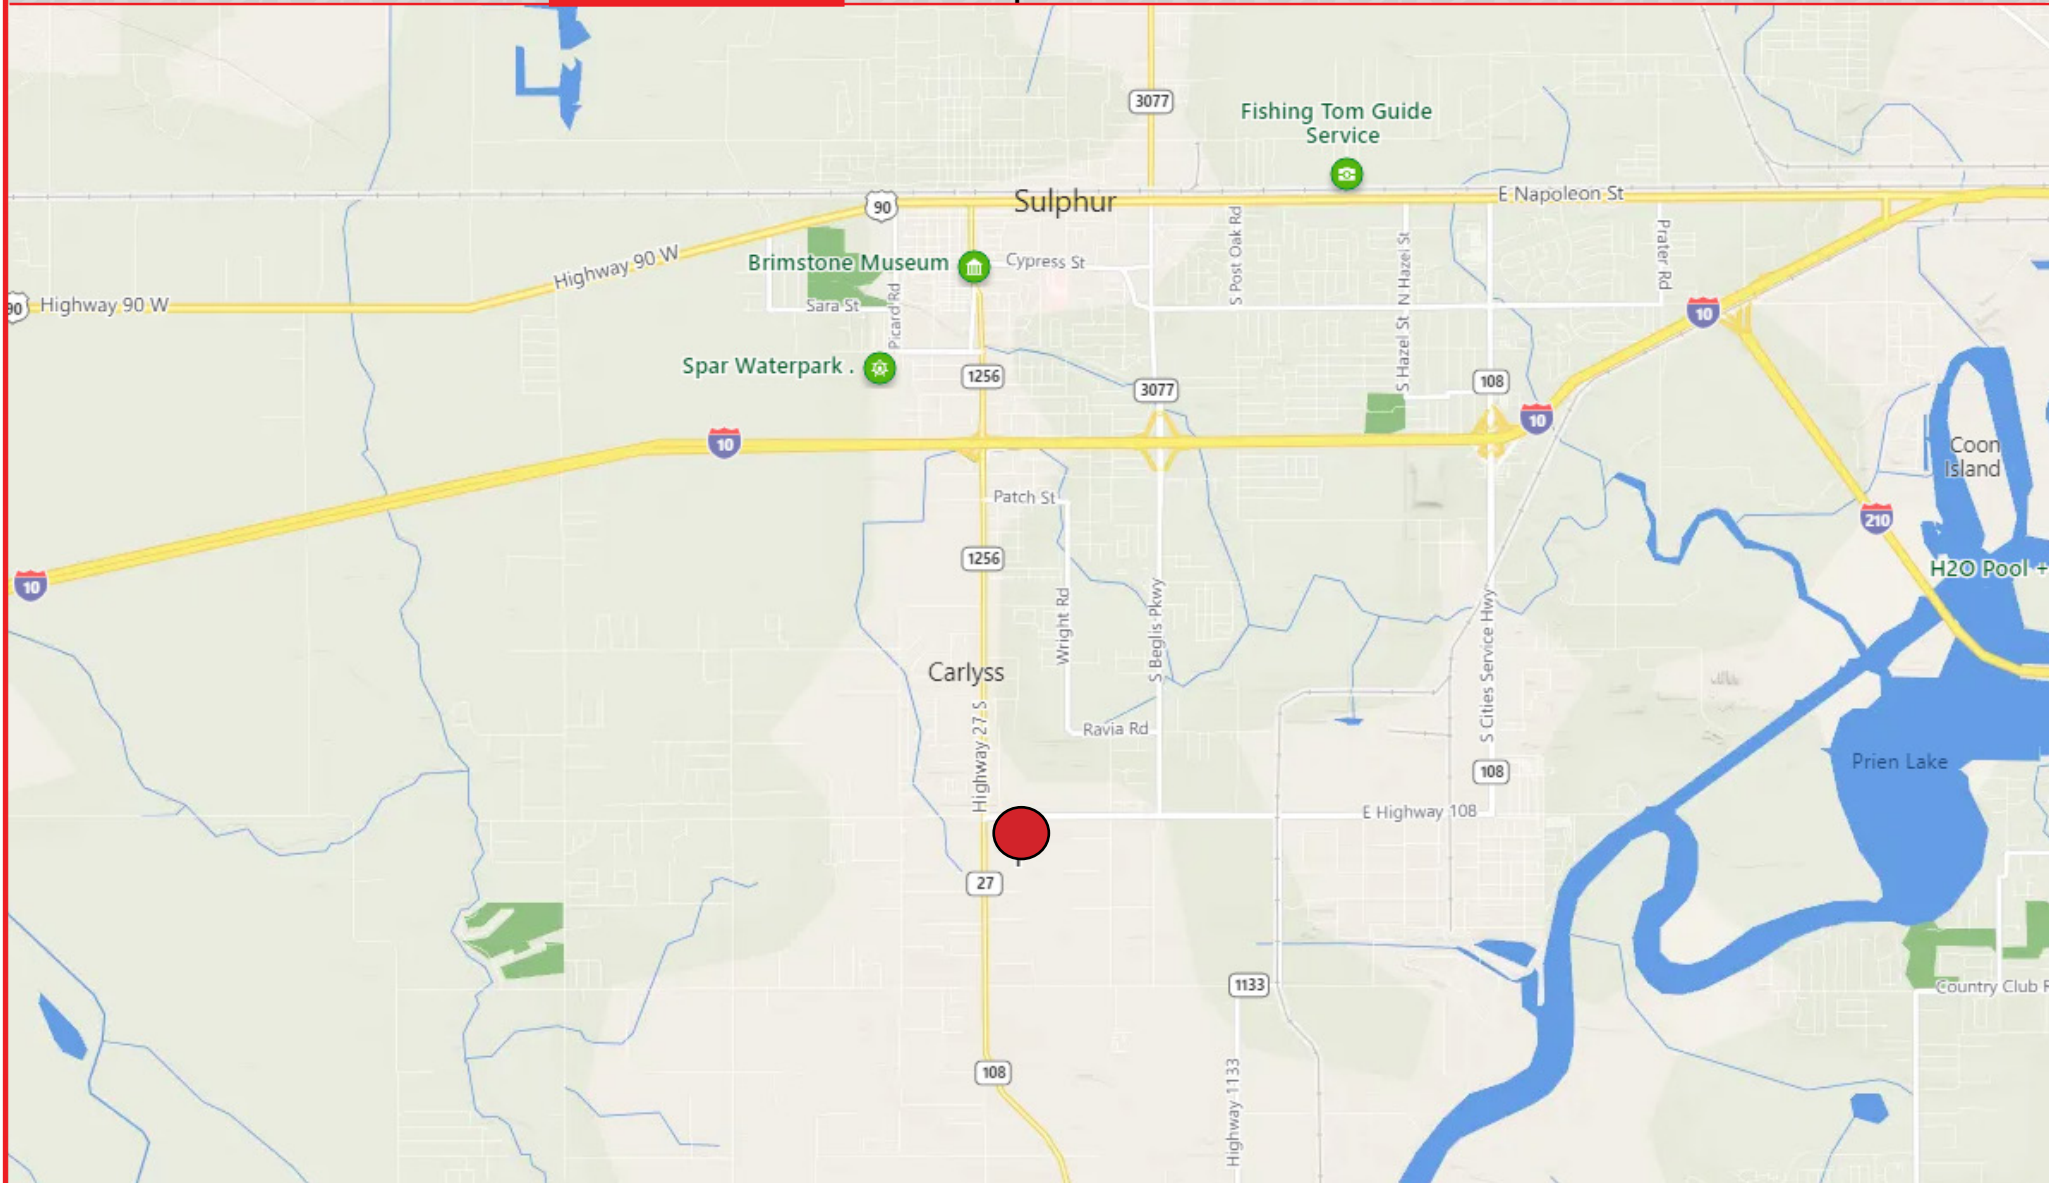 3077
Fishing Tom Guide
Service
E Napoleon St
90
Sulphur
Highway 90 W
Brimstone Museum
Cypress St
S Post Oak Rd
N Hazel St
Prater Rd
90
Highway 90 W
Sara St
Picard Rd
10
Spar Waterpark .
1256
3077
S Hazel St
108
10
10
Coon
Island
Patch St
210
1256
H2O Pool +
10
Wright Rd
S Beglis Pkwy
S Cities Service Hwy
Carlyss
Highway 27 S
Ravia Rd
108
Prien Lake
E Highway 108
27
1133
Country Club R
108
Highway 1133